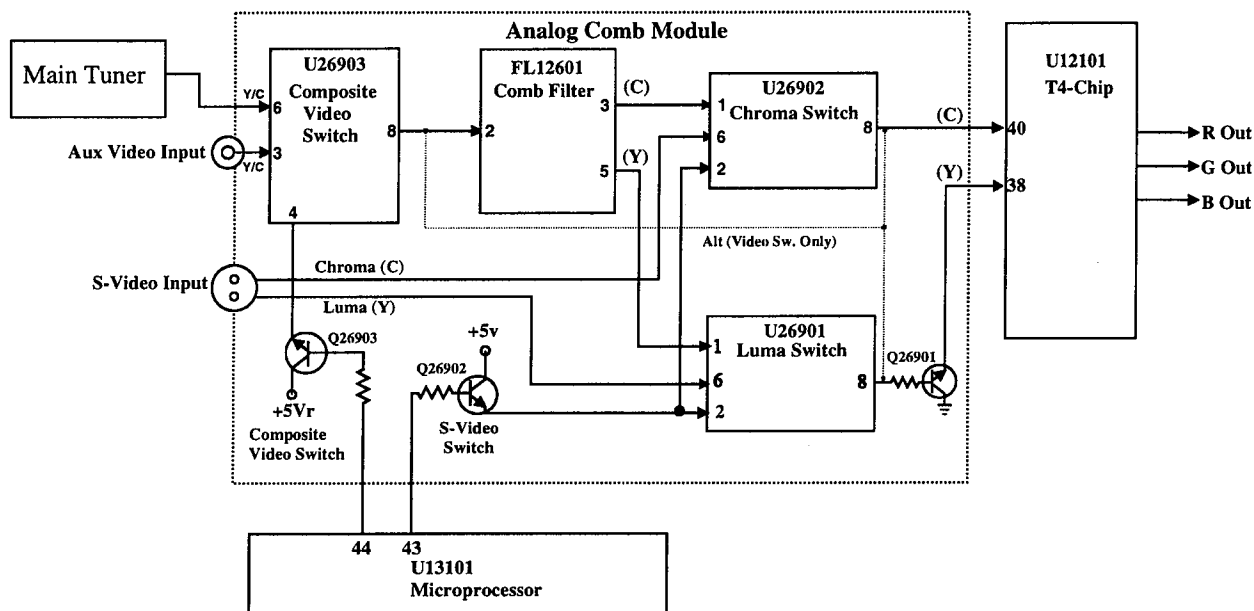 Analog Comb Module
Main Tuner
Y/C
6
Aux Video Input
3
Y/C
U26903
Composite
Video
Switch
8
4
FL12601
Comb Filter
2
3
(C)
5
(Y)
U26902
Chroma Switch
1
6
2
8
(C)
(Y)
U12101
T4-Chip
40
38
R Out
G Out
B Out
Alt (Video Sw. Only)
S-Video Input
Chroma (C)
Luma (Y)
Q26903
+5Vr
Composite
Video Switch
+5v
Q26902
S-Video
Switch
U26901
Luma Switch
1
6
2
8
Q26901
44
43
U13101
Microprocessor